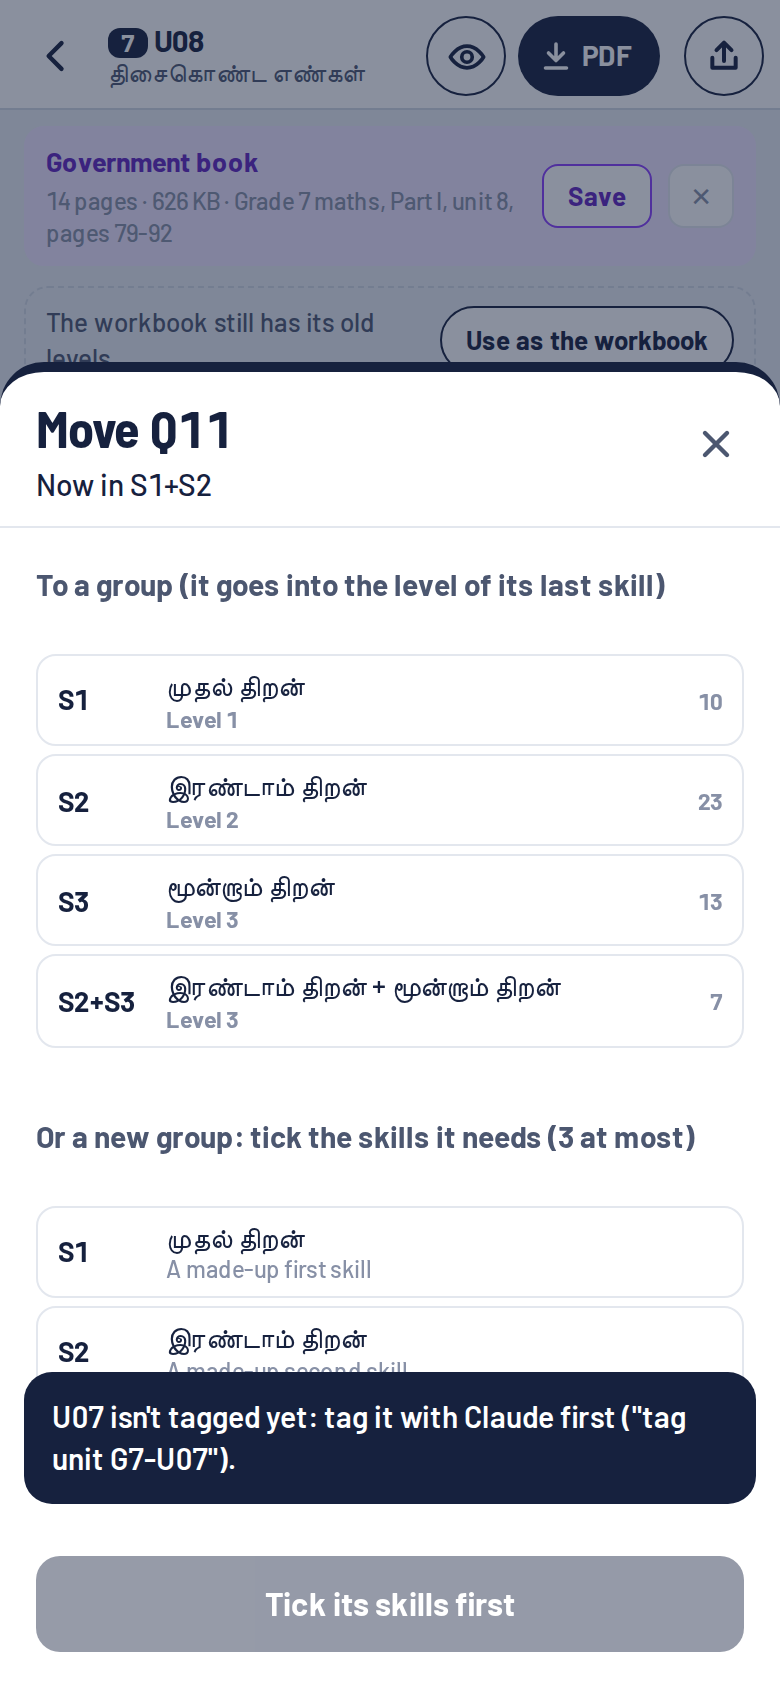 7 U08
திசைகொண்ட எண்கள்
PDF
Government book
14 pages · 626 KB · Grade 7 maths, Part I, unit 8,
pages 79-92
Save
The workbook still has its old
levels
Use as the workbook
Move Q11
Now in S1+S2
To a group (it goes into the level of its last skill)
S1
முதல் திறன்
Level 1
10
S2
இரண்டாம் திறன்
Level 2
23
S3
மூன்றாம் திறன்
Level 3
13
S2+S3
இரண்டாம் திறன் + மூன்றாம் திறன்
Level 3
7
Or a new group: tick the skills it needs (3 at most)
S1
முதல் திறன்
A made-up first skill
S2
இரண்டாம் திறன்
A made-up second skill
U07 isn't tagged yet: tag it with Claude first ("tag
unit G7-U07").
Tick its skills first